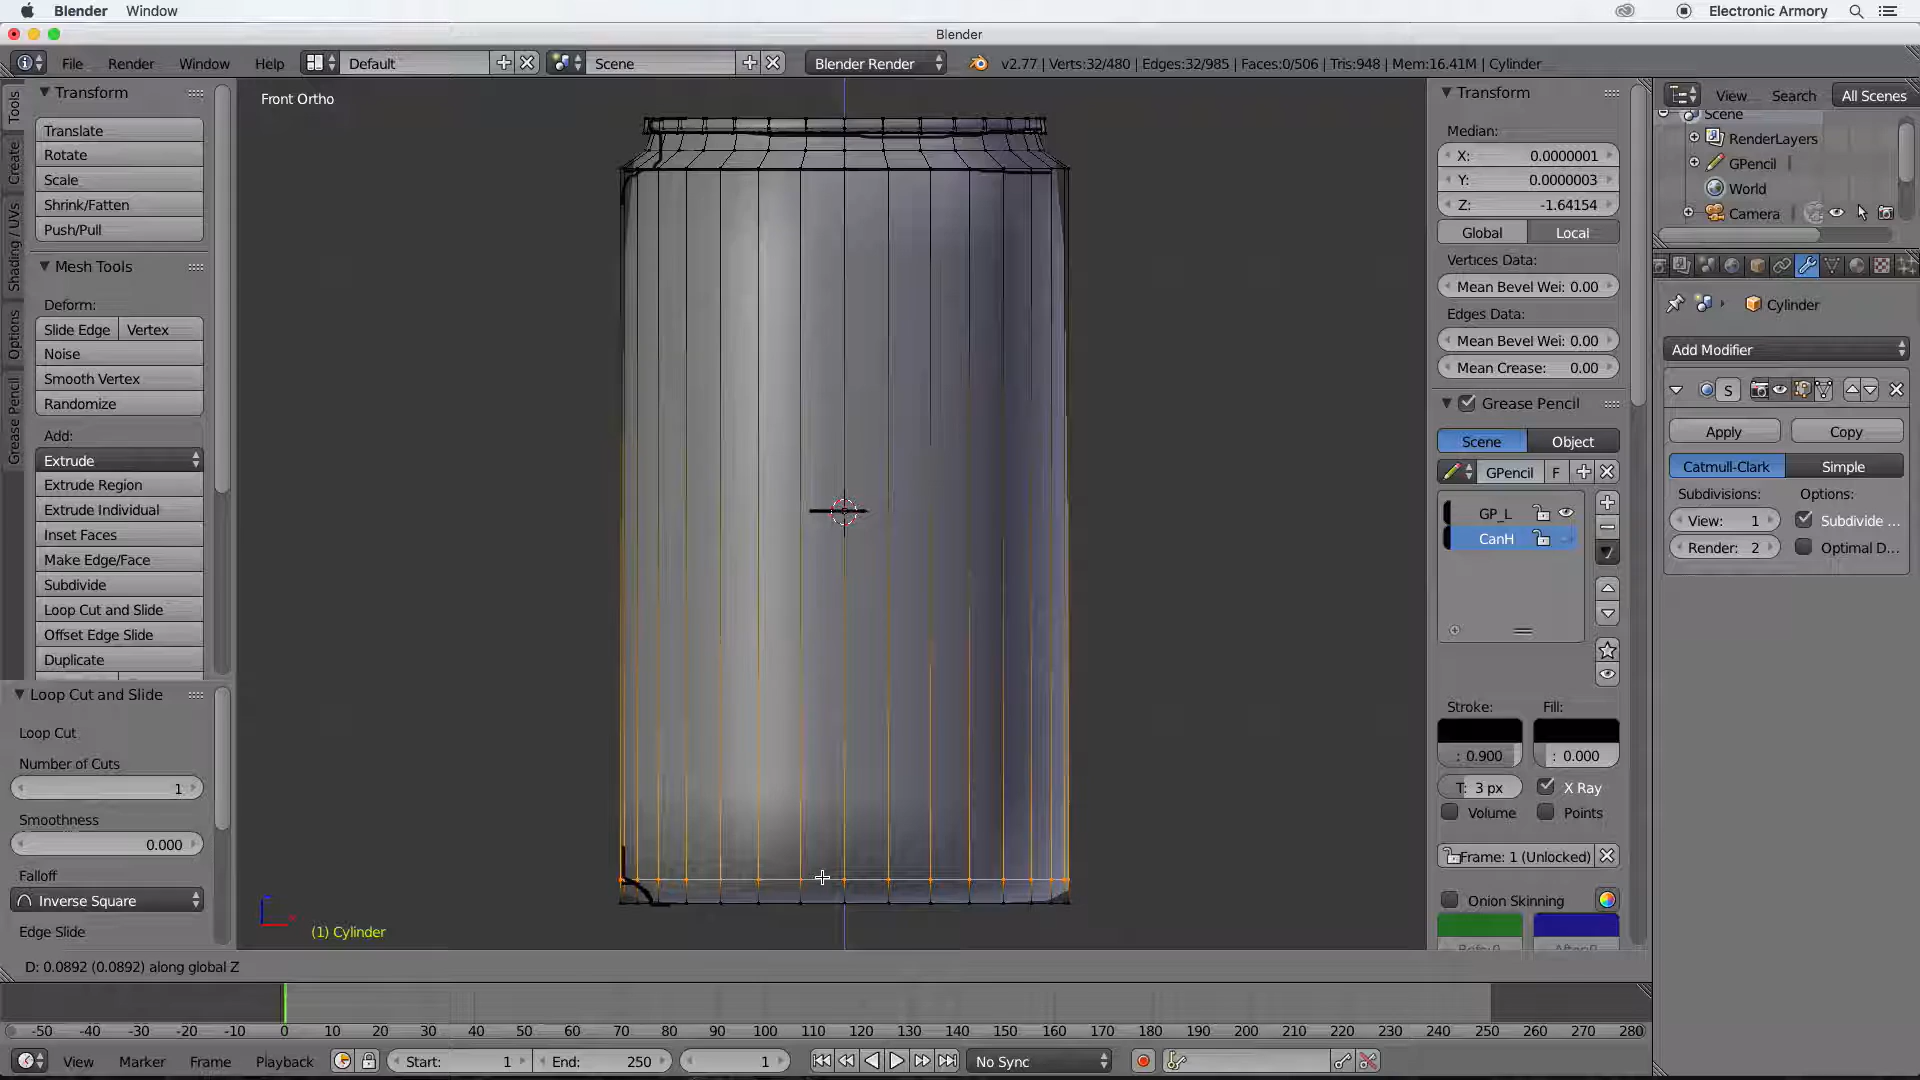 Blender Window
Electronic Armory
Blender
File Render Window Help
Default
Scene
Blender Render
v2.77 | Verts:32/480 | Edges:32/985 | Faces:0/506 | Tris:948 | Mem:16.41M | Cylinder
Tools
Create
Shading / UVs
Options
Grease Pencil
Transform
Translate
Rotate
Scale
Shrink/Fatten
Push/Pull
Mesh Tools
Deform:
Slide Edge Vertex
Noise
Smooth Vertex
Randomize
Add:
Extrude
Extrude Region
Extrude Individual
Inset Faces
Make Edge/Face
Subdivide
Loop Cut and Slide
Offset Edge Slide
Duplicate
Loop Cut and Slide
Loop Cut
Number of Cuts
1
Smoothness
0.000
Falloff
Inverse Square
Edge Slide
Front Ortho
(1) Cylinder
D: 0.0892 (0.0892) along global Z
Transform
Median:
X: 0.0000001
Y: 0.0000003
Z: -1.64154
Global Local
Vertices Data:
Mean Bevel Wei: 0.00
Edges Data:
Mean Bevel Wei: 0.00
Mean Crease: 0.00
Grease Pencil
Scene Object
GPencil F
GP_L
CanH
Stroke: Fill:
: 0.900 : 0.000
T: 3 px X Ray
Volume Points
Frame: 1 (Unlocked)
Onion Skinning
View Search All Scenes
Scene
RenderLayers
GPencil
World
Camera
Cylinder
Add Modifier
S
Apply Copy
Catmull-Clark Simple
Subdivisions: Options:
View: 1 Subdivide ...
Render: 2 Optimal D...
-50 -40 -30 -20 -10 0 10 20 30 40 50 60 70 80 90 100 110 120 130 140 150 160 170 180 190 200 210 220 230 240 250 260 270 280
View Marker Frame Playback
Start: 1 End: 250 1
No Sync